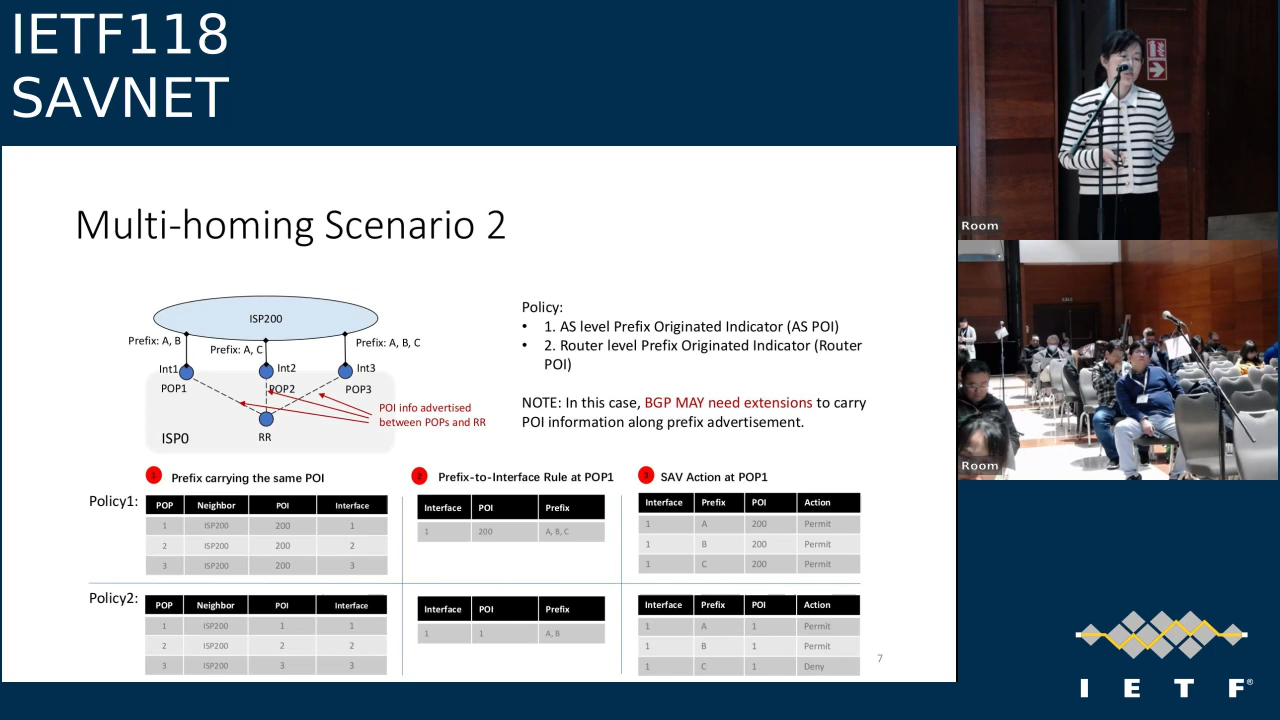 IETF118
SAVNET
Room
Room
Multi-homing Scenario 2
ISP200
Prefix: A, B
Prefix: A, C
Prefix: A, B, C
Int1
Int2
Int3
POP1
POP2
POP3
POI info advertised
between POPs and RR
RR
ISP0
Policy:
• 1. AS level Prefix Originated Indicator (AS POI)
• 2. Router level Prefix Originated Indicator (Router
POI)
NOTE: In this case, BGP MAY need extensions to carry
POI information along prefix advertisement.
1 Prefix carrying the same POI
2 Prefix-to-Interface Rule at POP1
3 SAV Action at POP1
Policy1:
POP Neighbor POI Interface
1 ISP200 200 1
2 ISP200 200 2
3 ISP200 200 3
Interface POI Prefix
1 200 A, B, C
Interface Prefix POI Action
1 A 200 Permit
1 B 200 Permit
1 C 200 Permit
Policy2:
POP Neighbor POI Interface
1 ISP200 1 1
2 ISP200 2 2
3 ISP200 3 3
Interface POI Prefix
1 1 A, B
Interface Prefix POI Action
1 A 1 Permit
1 B 1 Permit
1 C 1 Deny
7
I E T F®